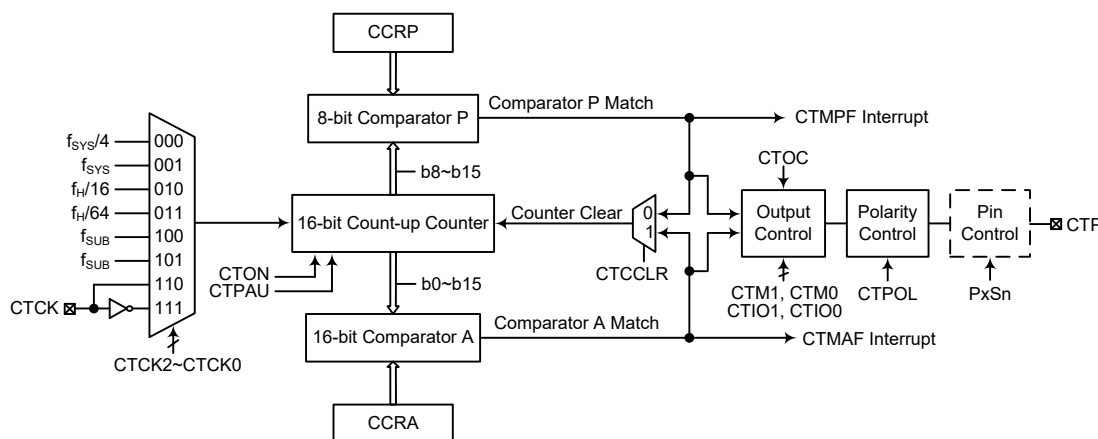 CCRP
Comparator P Match
8-bit Comparator P
CTMPF Interrupt
fSYS/4
000
fSYS
001
fH/16
010
fH/64
011
fSUB
100
fSUB
101
110
111
CTCK
CTCK2~CTCK0
b8~b15
16-bit Count-up Counter
Counter Clear
0
1
CTCCLR
CTON
CTPAU
b0~b15
CTOC
Output
Control
CTM1, CTM0
CTIO1, CTIO0
Polarity
Control
CTPOL
Pin
Control
PxSn
CTP
16-bit Comparator A
Comparator A Match
CTMAF Interrupt
CCRA